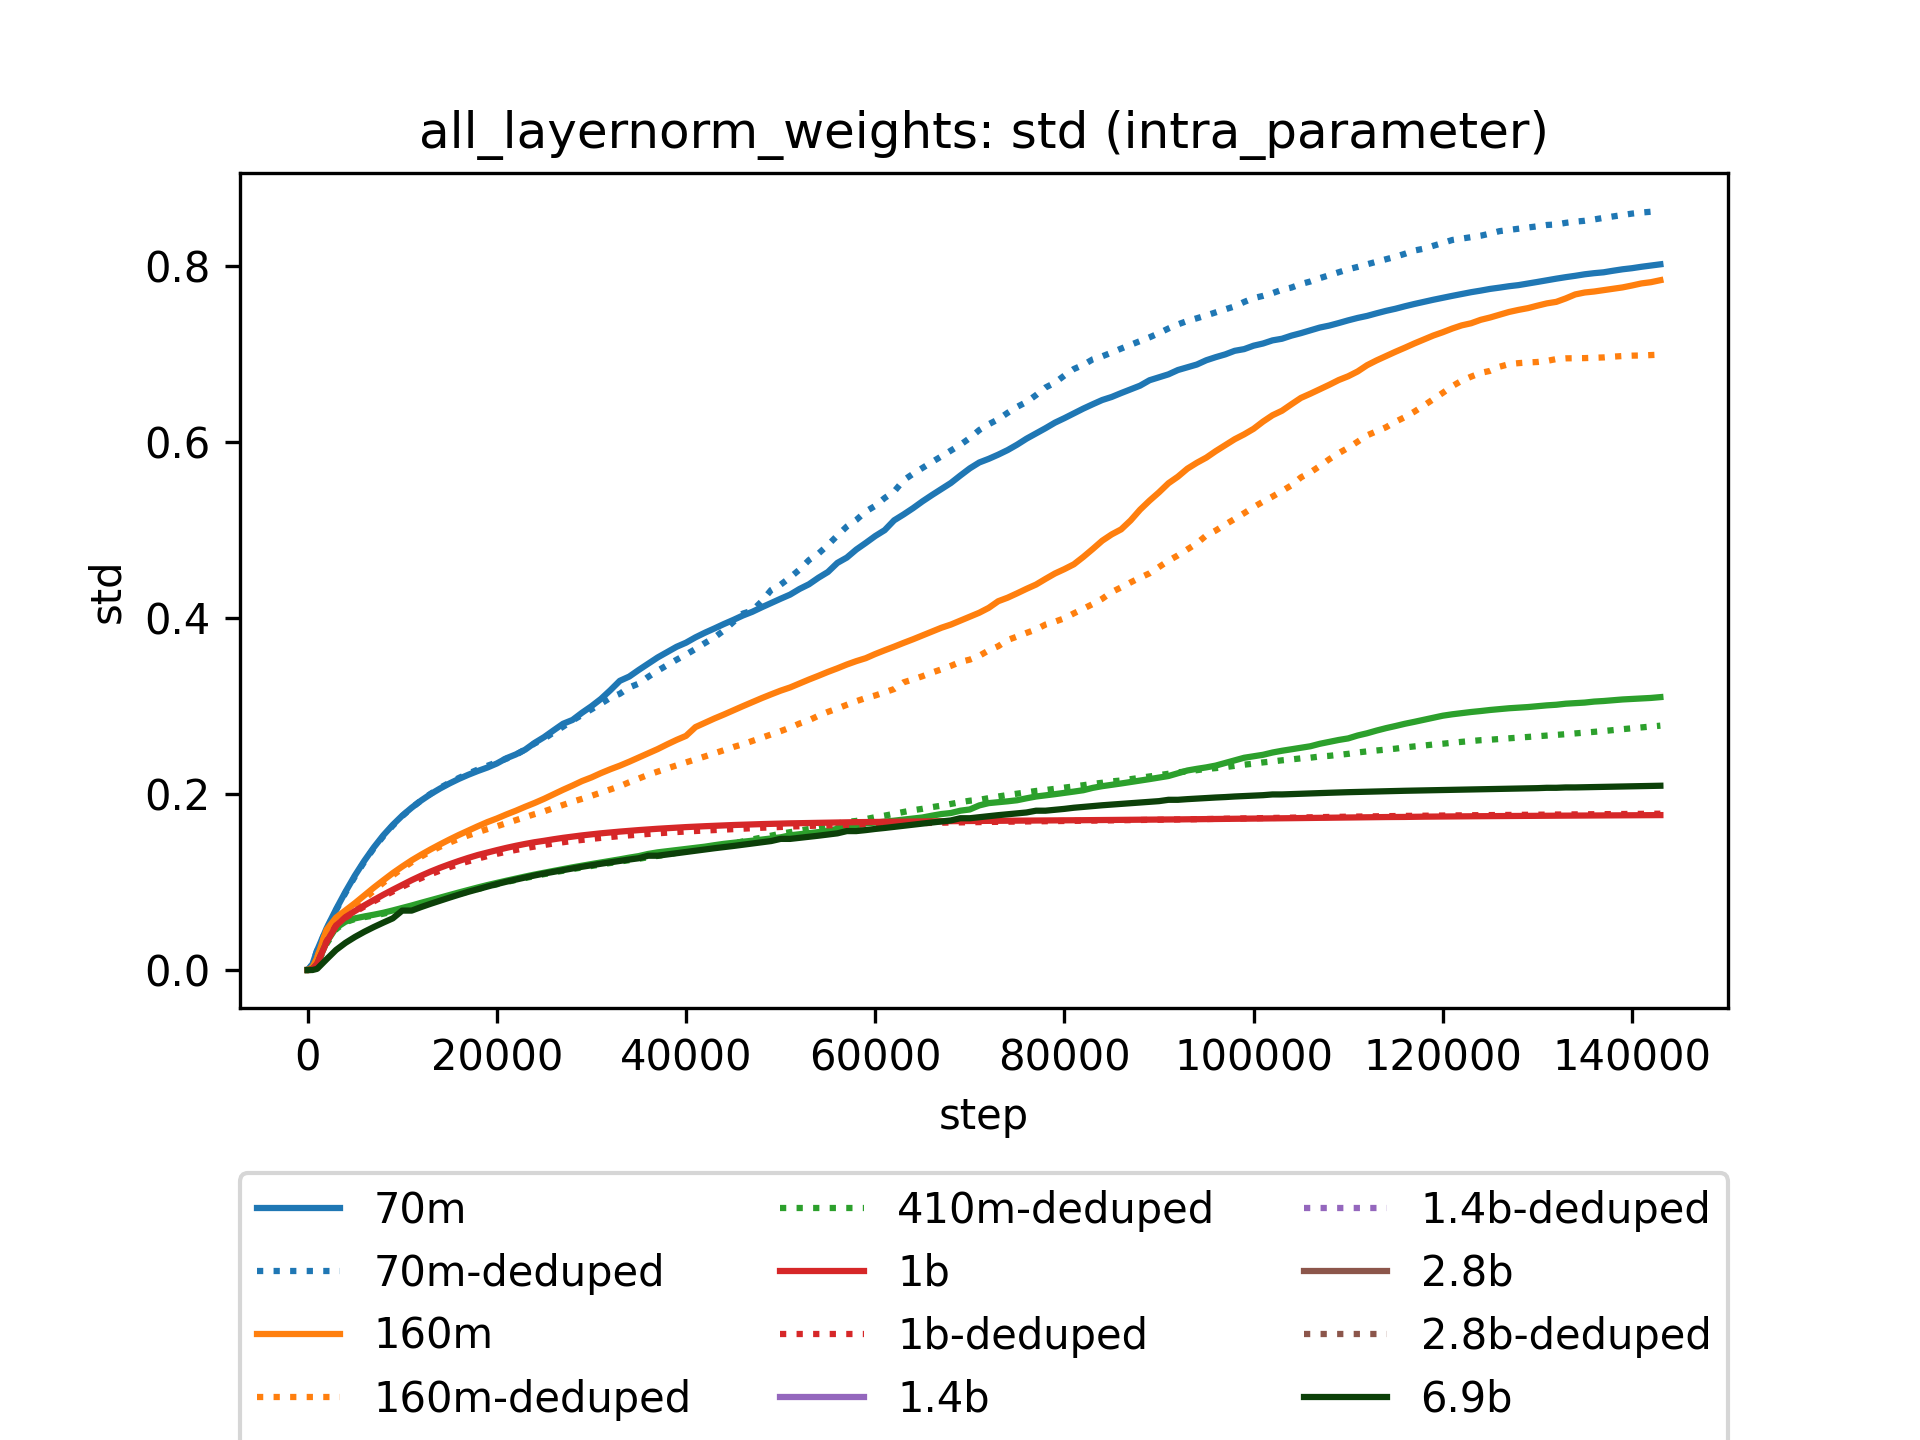 all_layernorm_weights: std (intra_parameter)
std
0.8
0.6
0.4
0.2
0.0
0 20000 40000 60000 80000 100000 120000 140000
step
70m
70m-deduped
160m
160m-deduped
410m-deduped
1b
1b-deduped
1.4b
1.4b-deduped
2.8b
2.8b-deduped
6.9b